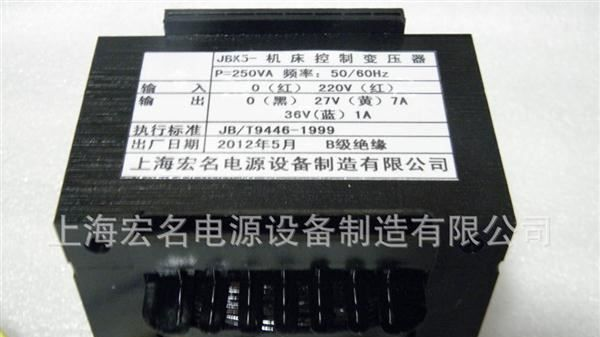 JBK5-机床控制变压器
P=250VA 频率：50/60Hz
输入 0（红） 220V（红）
输出 0（黑） 27V（黄）7A
36V（蓝）1A
执行标准 JB/T9446-1999
出厂日期 2012年5月 B级绝缘
上海宏名电源设备制造有限公司
上海宏名电源设备制造有限公司